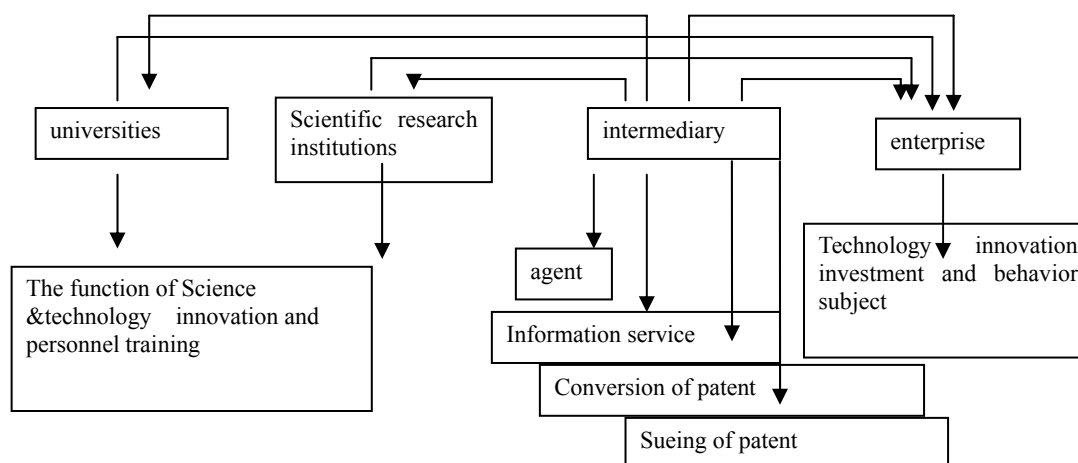 universities
Scientific research
institutions
intermediary
enterprise
The function of Science
&technology innovation and
personnel training
agent
Information service
Conversion of patent
Sueing of patent
Technology innovation
investment and behavior
subject